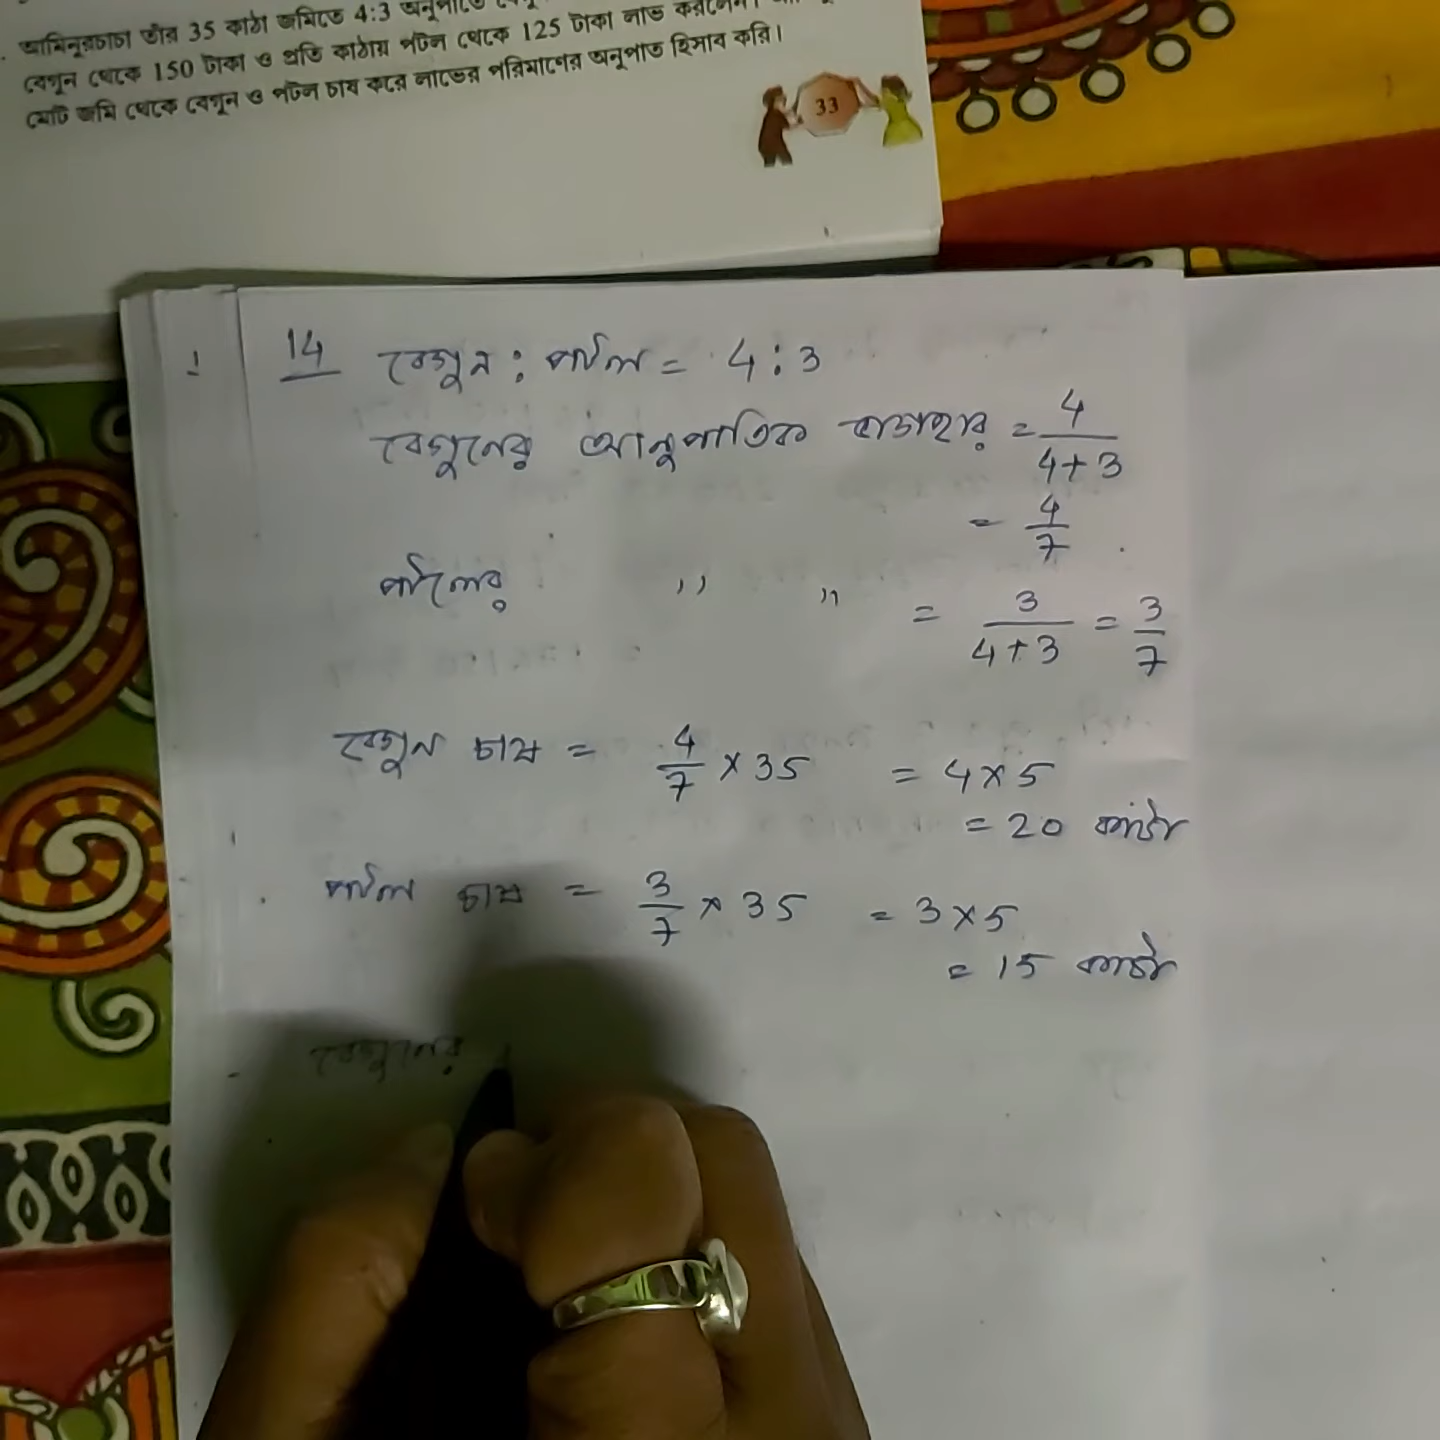 আমিনুরচাচা তাঁর 35 কাঠা জমিতে 4:3 অনুপাতে
বেগুন থেকে 150 টাকা ও প্রতি কাঠায় পটল থেকে 125 টাকা লাভ করলেন।
মোট জমি থেকে বেগুন ও পটল চাষ করে লাভের পরিমাণের অনুপাত হিসাব করি।
33
14 বেগুন : পটল = 4 : 3
বেগুনের আনুপাতিক ভাগহার = 4/(4+3)
= 4/7
পটলের " " = 3/(4+3) = 3/7
বেগুন চাষ = 4/7 × 35 = 4×5
= 20 কাঠা
পটল চাষ = 3/7 × 35 = 3×5
= 15 কাঠা
বেগুনের